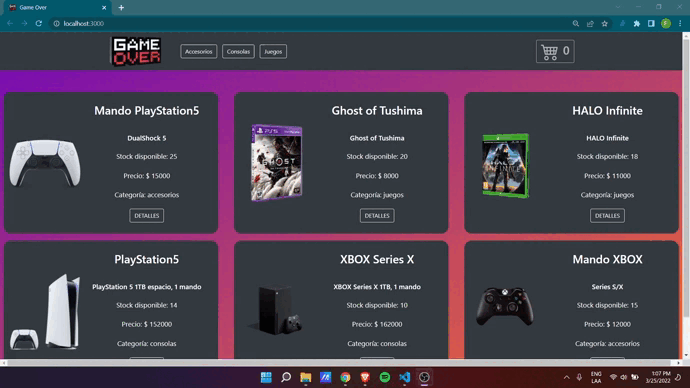 Game Over
localhost:3000
GAME
OVER
Accesorios
Consolas
Juegos
0
Mando PlayStation5
DualShock 5
Stock disponible: 25
Precio: $ 15000
Categoría: accesorios
DETALLES
Ghost of Tushima
Ghost of Tushima
Stock disponible: 20
Precio: $ 8000
Categoría: juegos
DETALLES
PS5
GHOST
HALO Infinite
HALO Infinite
Stock disponible: 18
Precio: $ 11000
Categoría: juegos
DETALLES
HALO
PlayStation5
PlayStation 5 1TB espacio, 1 mando
Stock disponible: 14
Precio: $ 152000
Categoría: consolas
XBOX Series X
XBOX Series X 1TB, 1 mando
Stock disponible: 10
Precio: $ 162000
Categoría: consolas
Mando XBOX
Series S/X
Stock disponible: 15
Precio: $ 12000
Categoría: accesorios
ENG
LAA
1:07 PM
3/25/2022